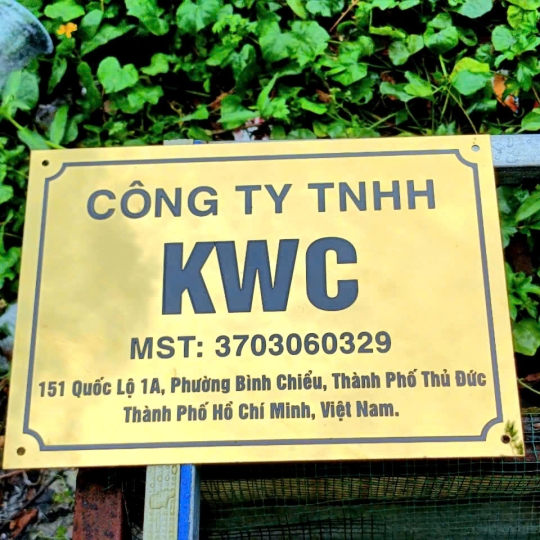 CÔNG TY TNHH
KWC
MST: 3703060329
151 Quốc Lộ 1A, Phường Bình Chiểu, Thành Phố Thủ Đức
Thành Phố Hồ Chí Minh, Việt Nam.